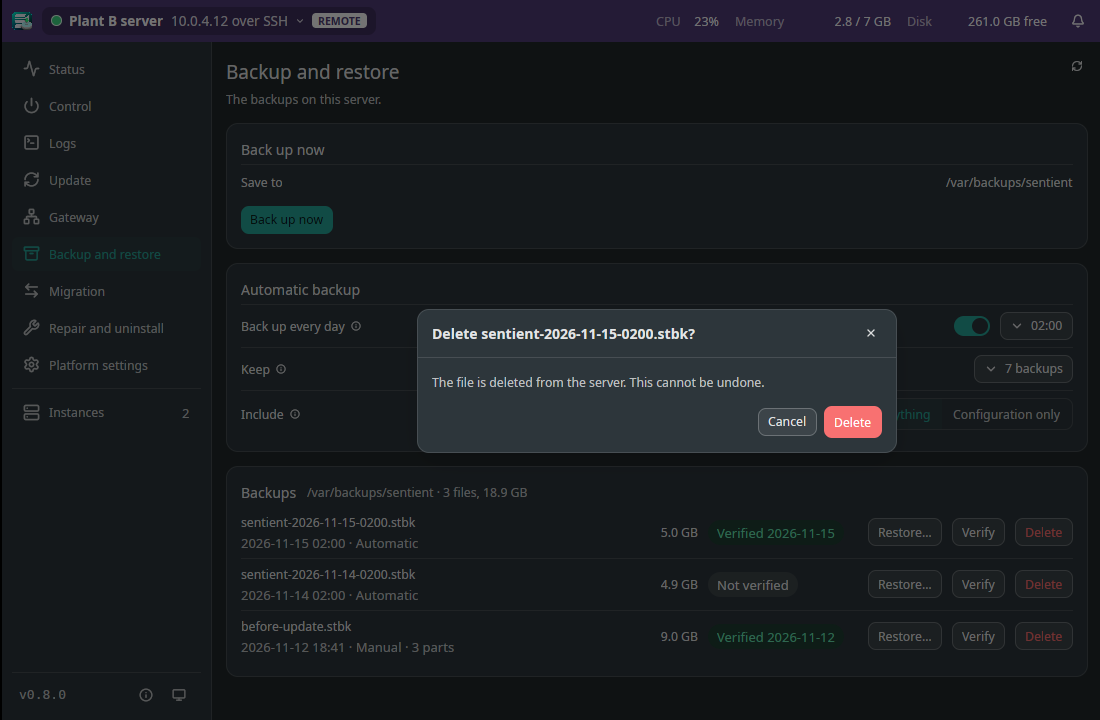 Plant B server 10.0.4.12 over SSH REMOTE CPU 23% Memory 2.8 / 7 GB Disk 261.0 GB free
Status
Control
Logs
Update
Gateway
Backup and restore
Migration
Repair and uninstall
Platform settings
Instances 2
v0.8.0
Backup and restore
The backups on this server.
Back up now
Save to /var/backups/sentient
Back up now
Automatic backup
Back up every day 02:00
Keep 7 backups
Include Configuration only
Delete sentient-2026-11-15-0200.stbk?
The file is deleted from the server. This cannot be undone.
Cancel Delete
Backups /var/backups/sentient · 3 files, 18.9 GB
sentient-2026-11-15-0200.stbk
2026-11-15 02:00 · Automatic
5.0 GB Verified 2026-11-15 Restore... Verify Delete
sentient-2026-11-14-0200.stbk
2026-11-14 02:00 · Automatic
4.9 GB Not verified Restore... Verify Delete
before-update.stbk
2026-11-12 18:41 · Manual · 3 parts
9.0 GB Verified 2026-11-12 Restore... Verify Delete